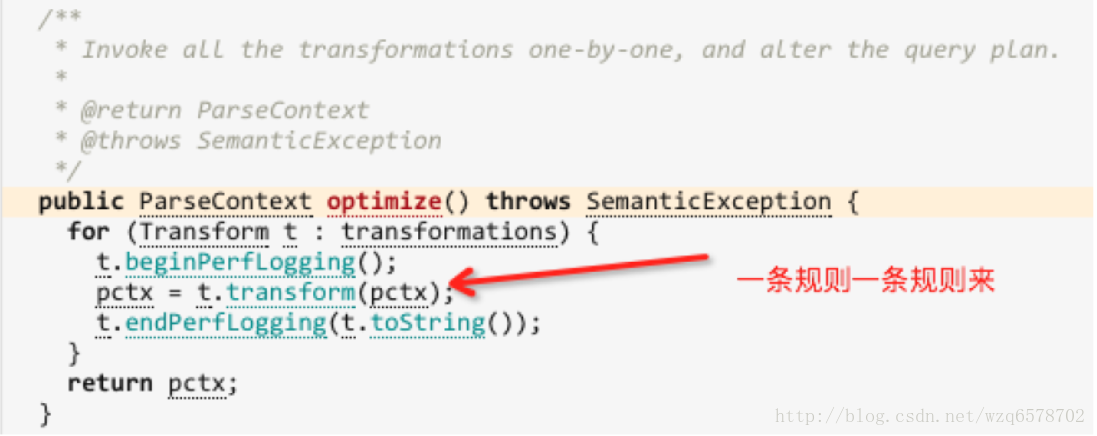 /**
 * Invoke all the transformations one-by-one, and alter the query plan.
 *
 * @return ParseContext
 * @throws SemanticException
 */
public ParseContext optimize() throws SemanticException {
  for (Transform t : transformations) {
    t.beginPerfLogging();
    pctx = t.transform(pctx);
一条规则一条规则来
    t.endPerfLogging(t.toString());
  }
  return pctx;
}
http://blog.csdn.net/wzq6578702